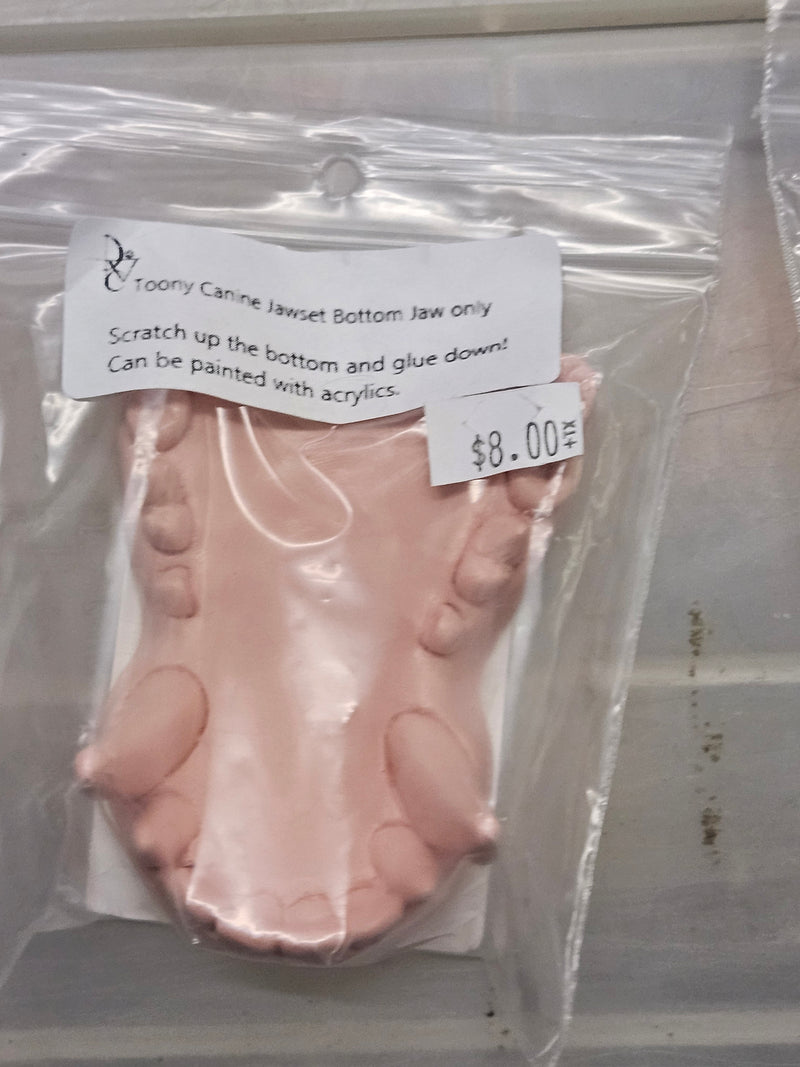 Toony Canine Jawset Bottom Jaw only
Scratch up the bottom and glue down!
Can be painted with acrylics.
$8.00+TX